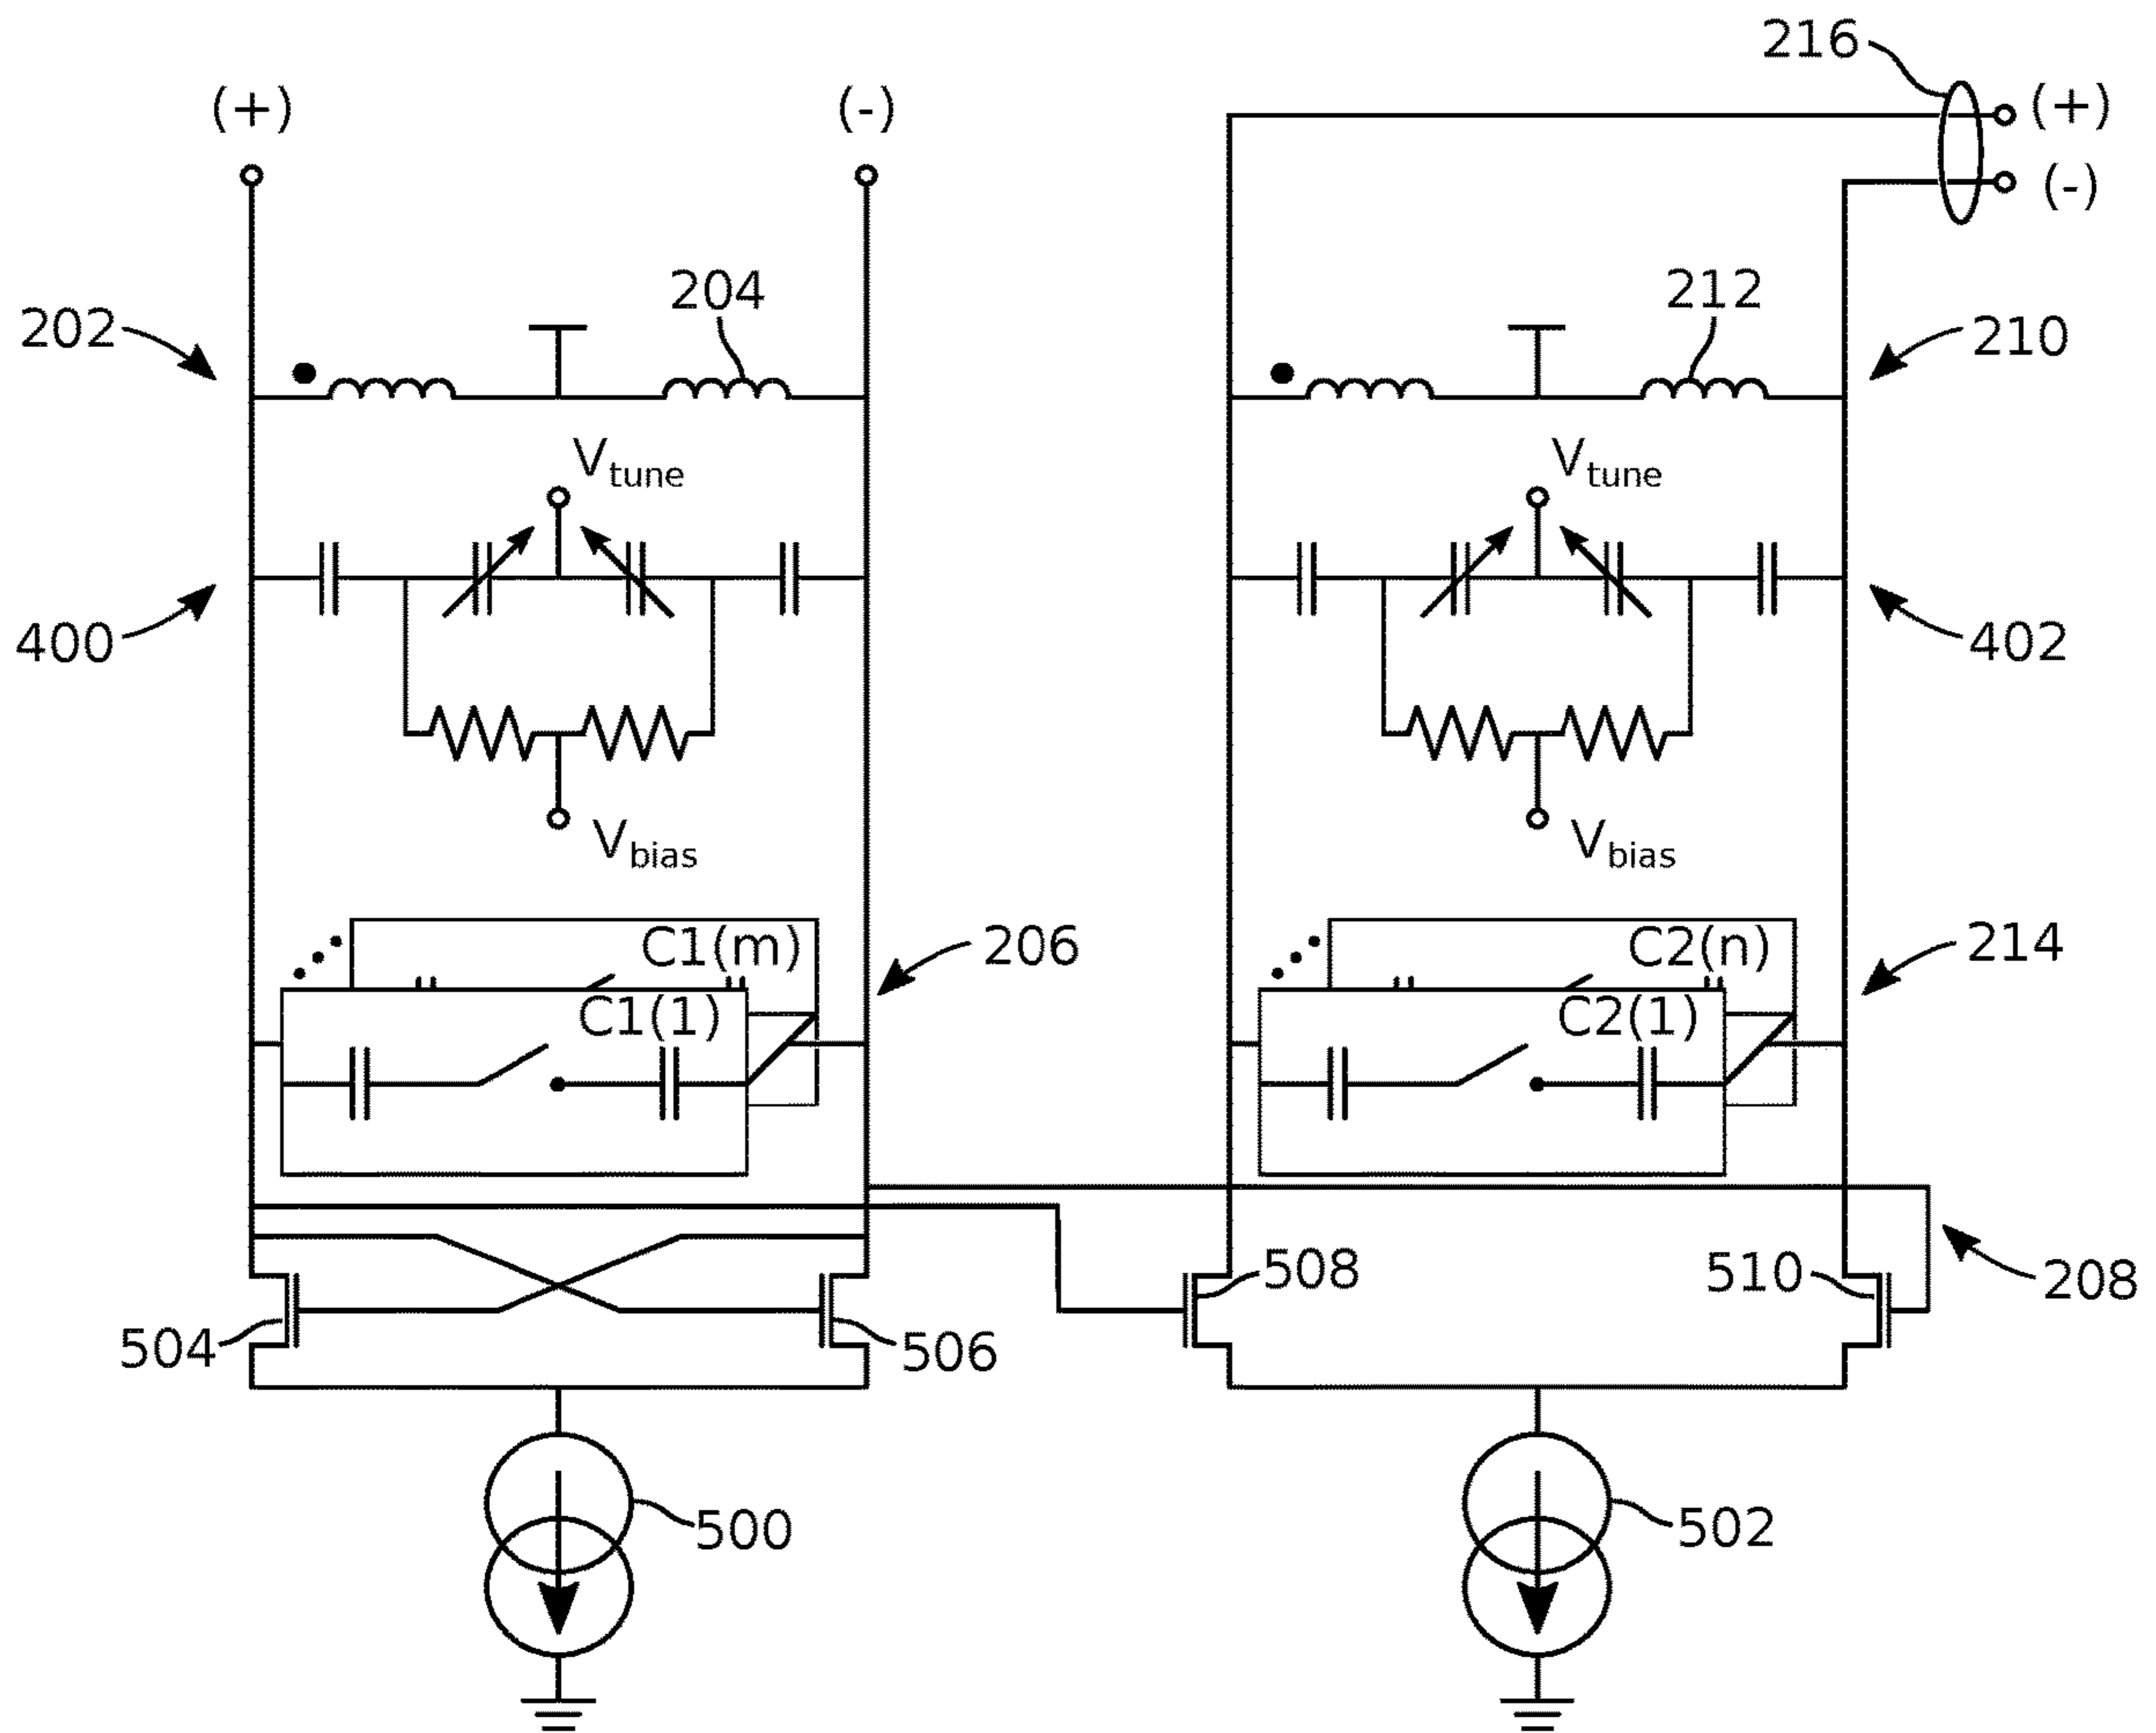 216
(+)
(-)
(+)
(-)
204
212
202
210
Vtune
Vtune
400
402
Vbias
Vbias
C1(m)
206
C2(n)
214
C1(1)
C2(1)
508
510
208
504
506
500
502